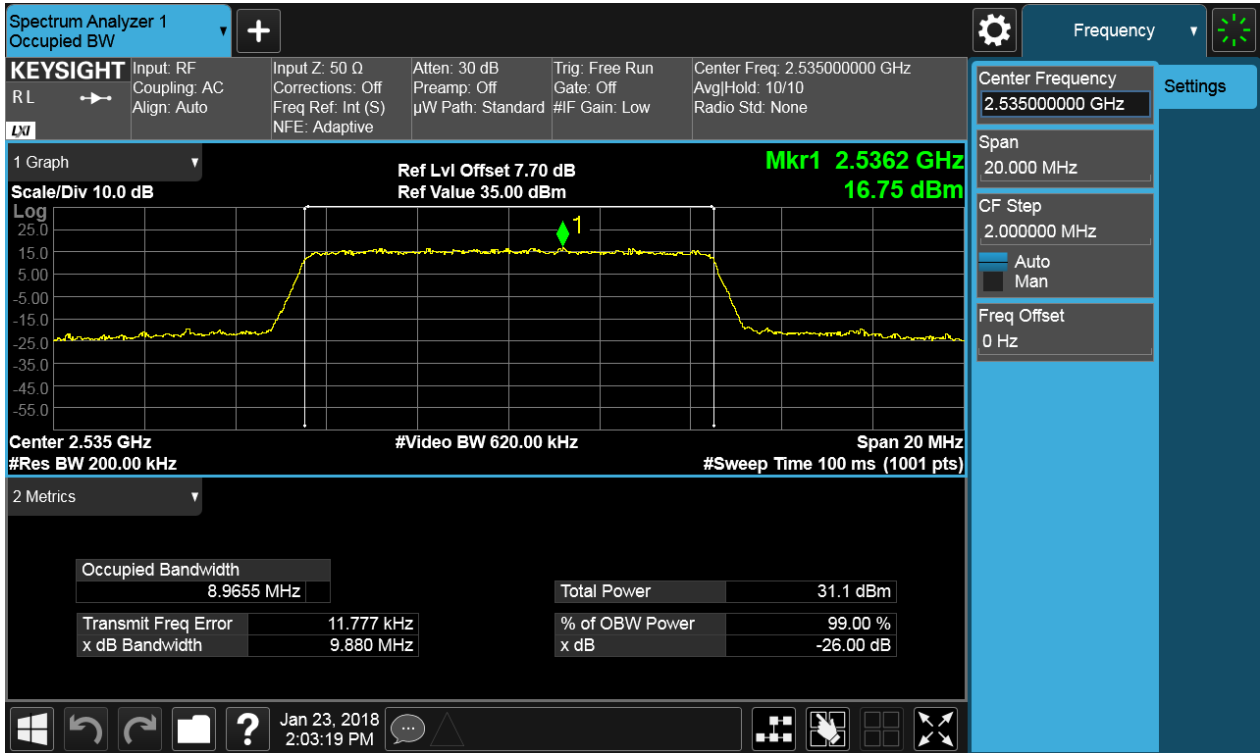 Spectrum Analyzer 1
Occupied BW
+
Frequency
KEYSIGHT
RL
LXI
Input: RF
Coupling: AC
Align: Auto
Input Z: 50 Ω
Corrections: Off
Freq Ref: Int (S)
NFE: Adaptive
Atten: 30 dB
Preamp: Off
µW Path: Standard
Trig: Free Run
Gate: Off
#IF Gain: Low
Center Freq: 2.535000000 GHz
Avg|Hold: 10/10
Radio Std: None
Center Frequency
2.535000000 GHz
Settings
Span
20.000 MHz
CF Step
2.000000 MHz
Auto
Man
Freq Offset
0 Hz
1 Graph
Scale/Div 10.0 dB
Ref Lvl Offset 7.70 dB
Ref Value 35.00 dBm
Mkr1 2.5362 GHz
16.75 dBm
Log
1
25.0
15.0
5.00
-5.00
-15.0
-25.0
-35.0
-45.0
-55.0
Center 2.535 GHz
#Video BW 620.00 kHz
Span 20 MHz
#Res BW 200.00 kHz
#Sweep Time 100 ms (1001 pts)
2 Metrics
Occupied Bandwidth
8.9655 MHz
Total Power 31.1 dBm
Transmit Freq Error 11.777 kHz
% of OBW Power 99.00 %
x dB Bandwidth 9.880 MHz
x dB -26.00 dB
?
Jan 23, 2018
2:03:19 PM